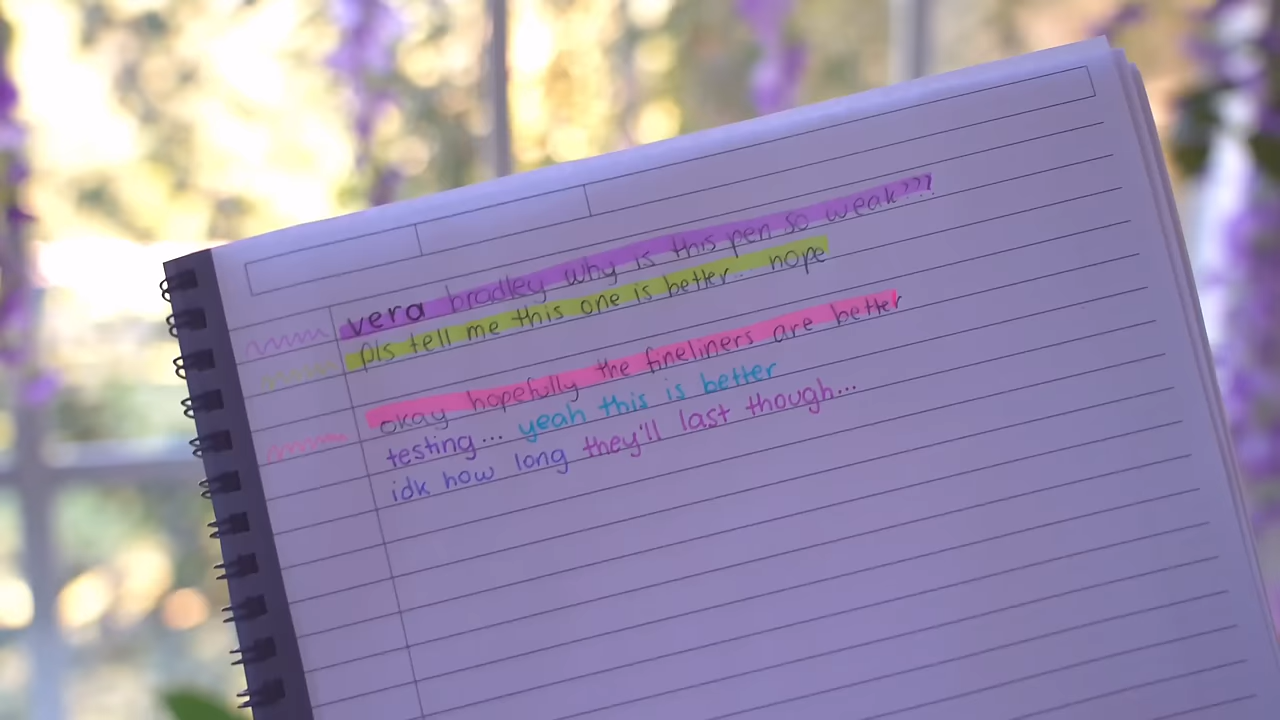 vera bradley why is this pen so weak???
pls tell me this one is better... nope
okay hopefully the fineliners are better
testing... yeah this is better
idk how long they'll last though...